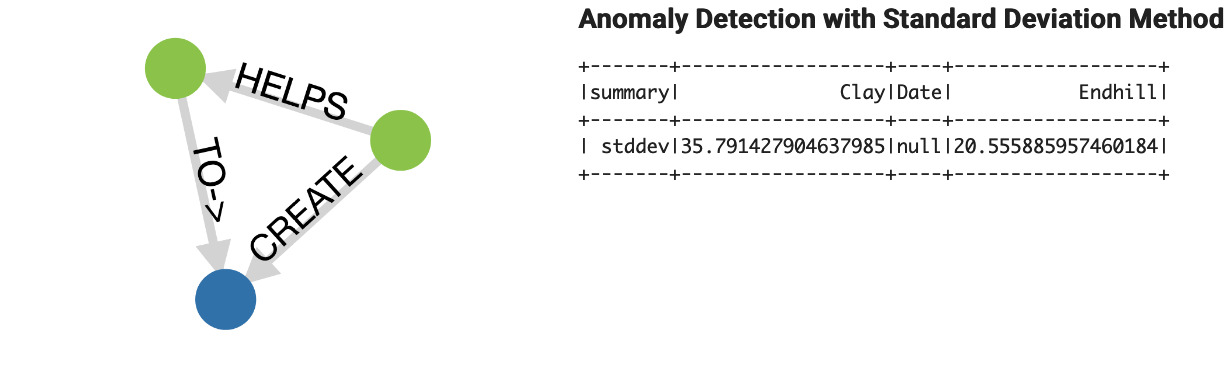 HELPS
TO->
CREATE
Anomaly Detection with Standard Deviation Method
+-------+------------------+----+------------------+
|summary|              Clay|Date|           Endhill|
+-------+------------------+----+------------------+
| stddev|35.791427904637985|null|20.555885957460184|
+-------+------------------+----+------------------+